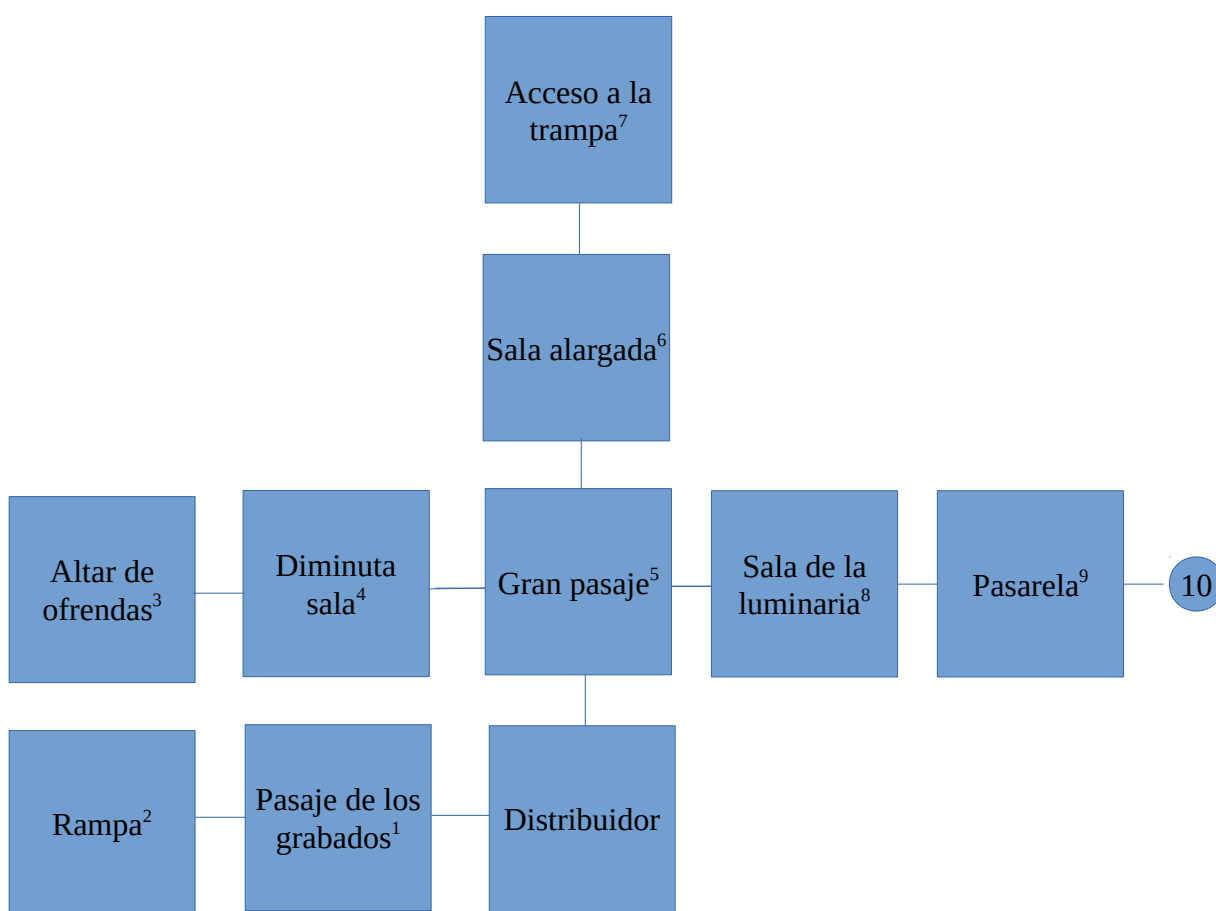 Acceso a la
trampa⁷
Sala alargada⁶
Altar de
ofrendas³
Diminuta
sala⁴
Gran pasaje⁵
Sala de la
luminaria⁸
Pasarela⁹
10
Rampa²
Pasaje de los
grabados¹
Distribuidor